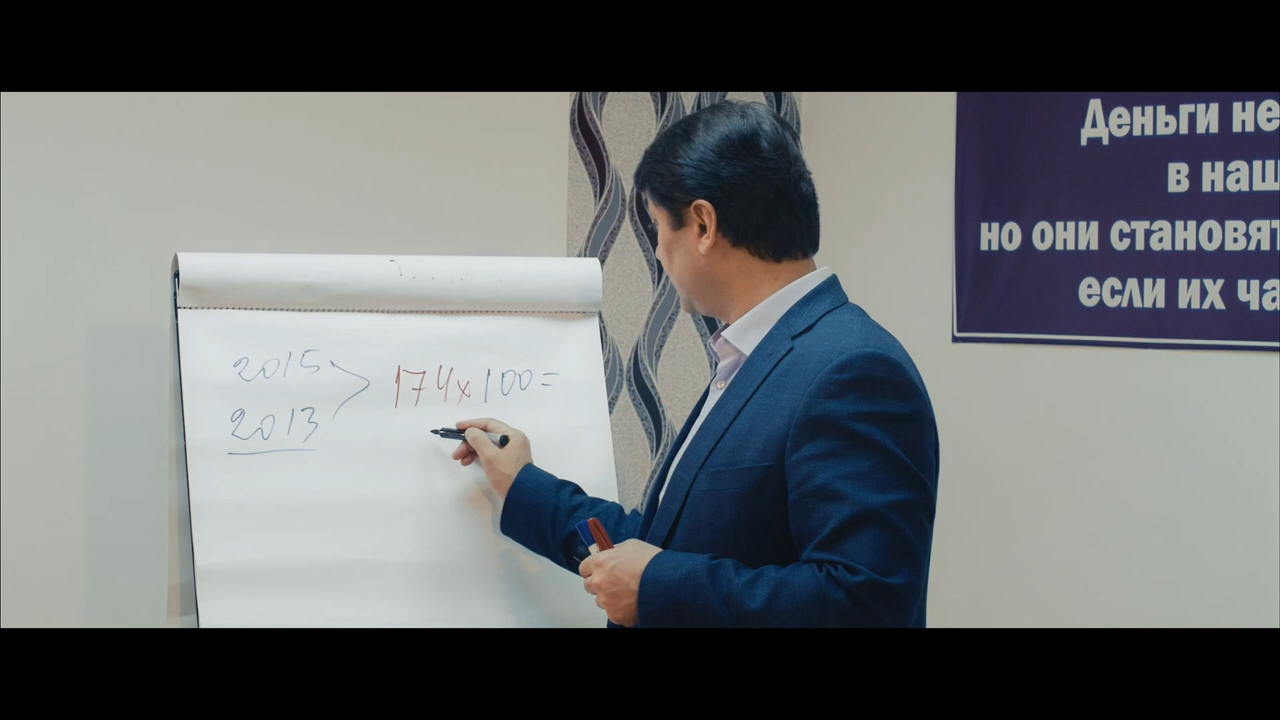 2015
2013
174x100=
Деньги не
в наш
но они становят
если их ча